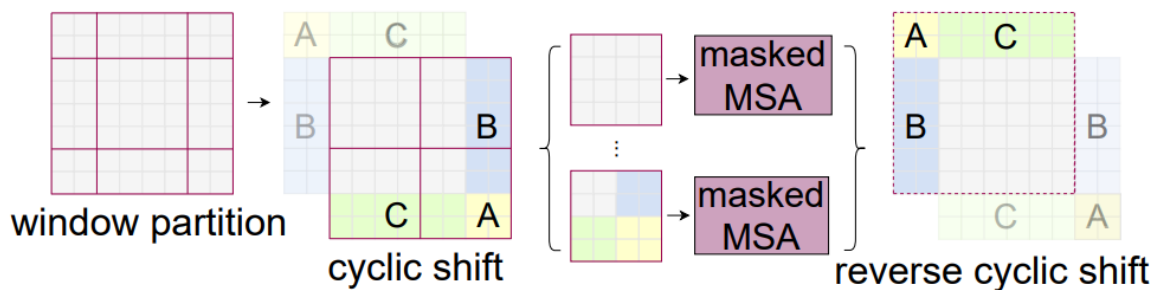 A C
B
B
C A
window partition
cyclic shift
masked
MSA
...
masked
MSA
A C
B B
C A
reverse cyclic shift